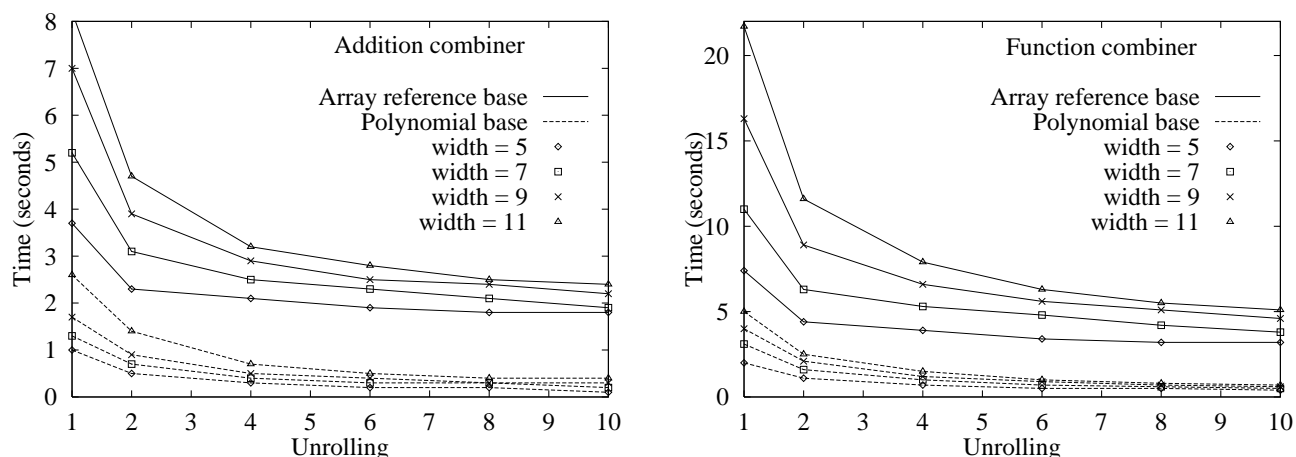 Addition combiner
Array reference base
Polynomial base
width = 5
width = 7
width = 9
width = 11
Time (seconds)
8
7
6
5
4
3
2
1
0
1 2 3 4 5 6 7 8 9 10
Unrolling
Function combiner
Array reference base
Polynomial base
width = 5
width = 7
width = 9
width = 11
Time (seconds)
20
15
10
5
0
1 2 3 4 5 6 7 8 9 10
Unrolling